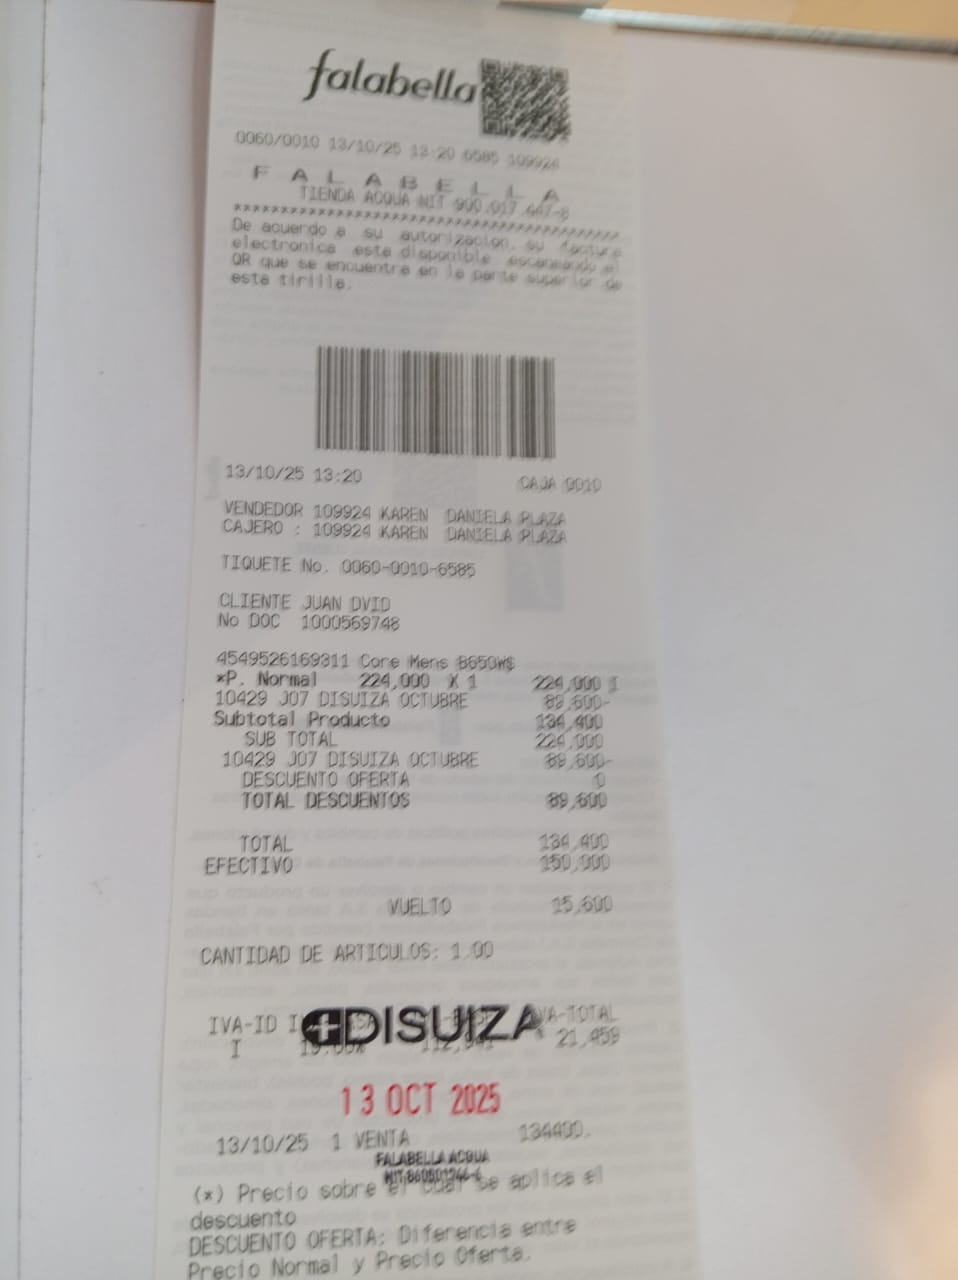 falabella
0060/0010 13/10/25 13:20 6585 109924
F A L A B E L L A
TIENDA ACQUA NIT 900.017.447-8
****************************************
De acuerdo a su autorizacion, su factura
electronica esta disponible escaneando el
QR que se encuentra en la parte superior de
esta tirilla.
13/10/25 13:20 CAJA 0010
VENDEDOR 109924 KAREN DANIELA PLAZA
CAJERO : 109924 KAREN DANIELA PLAZA
TIQUETE No. 0060-0010-6585
CLIENTE JUAN DVID
No DOC 1000569748
4549526169311 Core Mens B650W$
*P. Normal 224,000 X 1 224,000 I
10429 J07 DISUIZA OCTUBRE 89,600-
Subtotal Producto 134,400
SUB TOTAL 224,000
10429 J07 DISUIZA OCTUBRE 89,600-
DESCUENTO OFERTA 0
TOTAL DESCUENTOS 89,600
TOTAL 134,400
EFECTIVO 150,000
VUELTO 15,600
CANTIDAD DE ARTICULOS: 1.00
IVA-ID IVA-TOTAL
DISUIZA
I 19.00% 112,941 21,459
13 OCT 2025
13/10/25 1 VENTA 134400.
FALABELLA ACQUA
(*) Precio sobre el cual se aplica el
descuento
DESCUENTO OFERTA: Diferencia entre
Precio Normal y Precio Oferta.